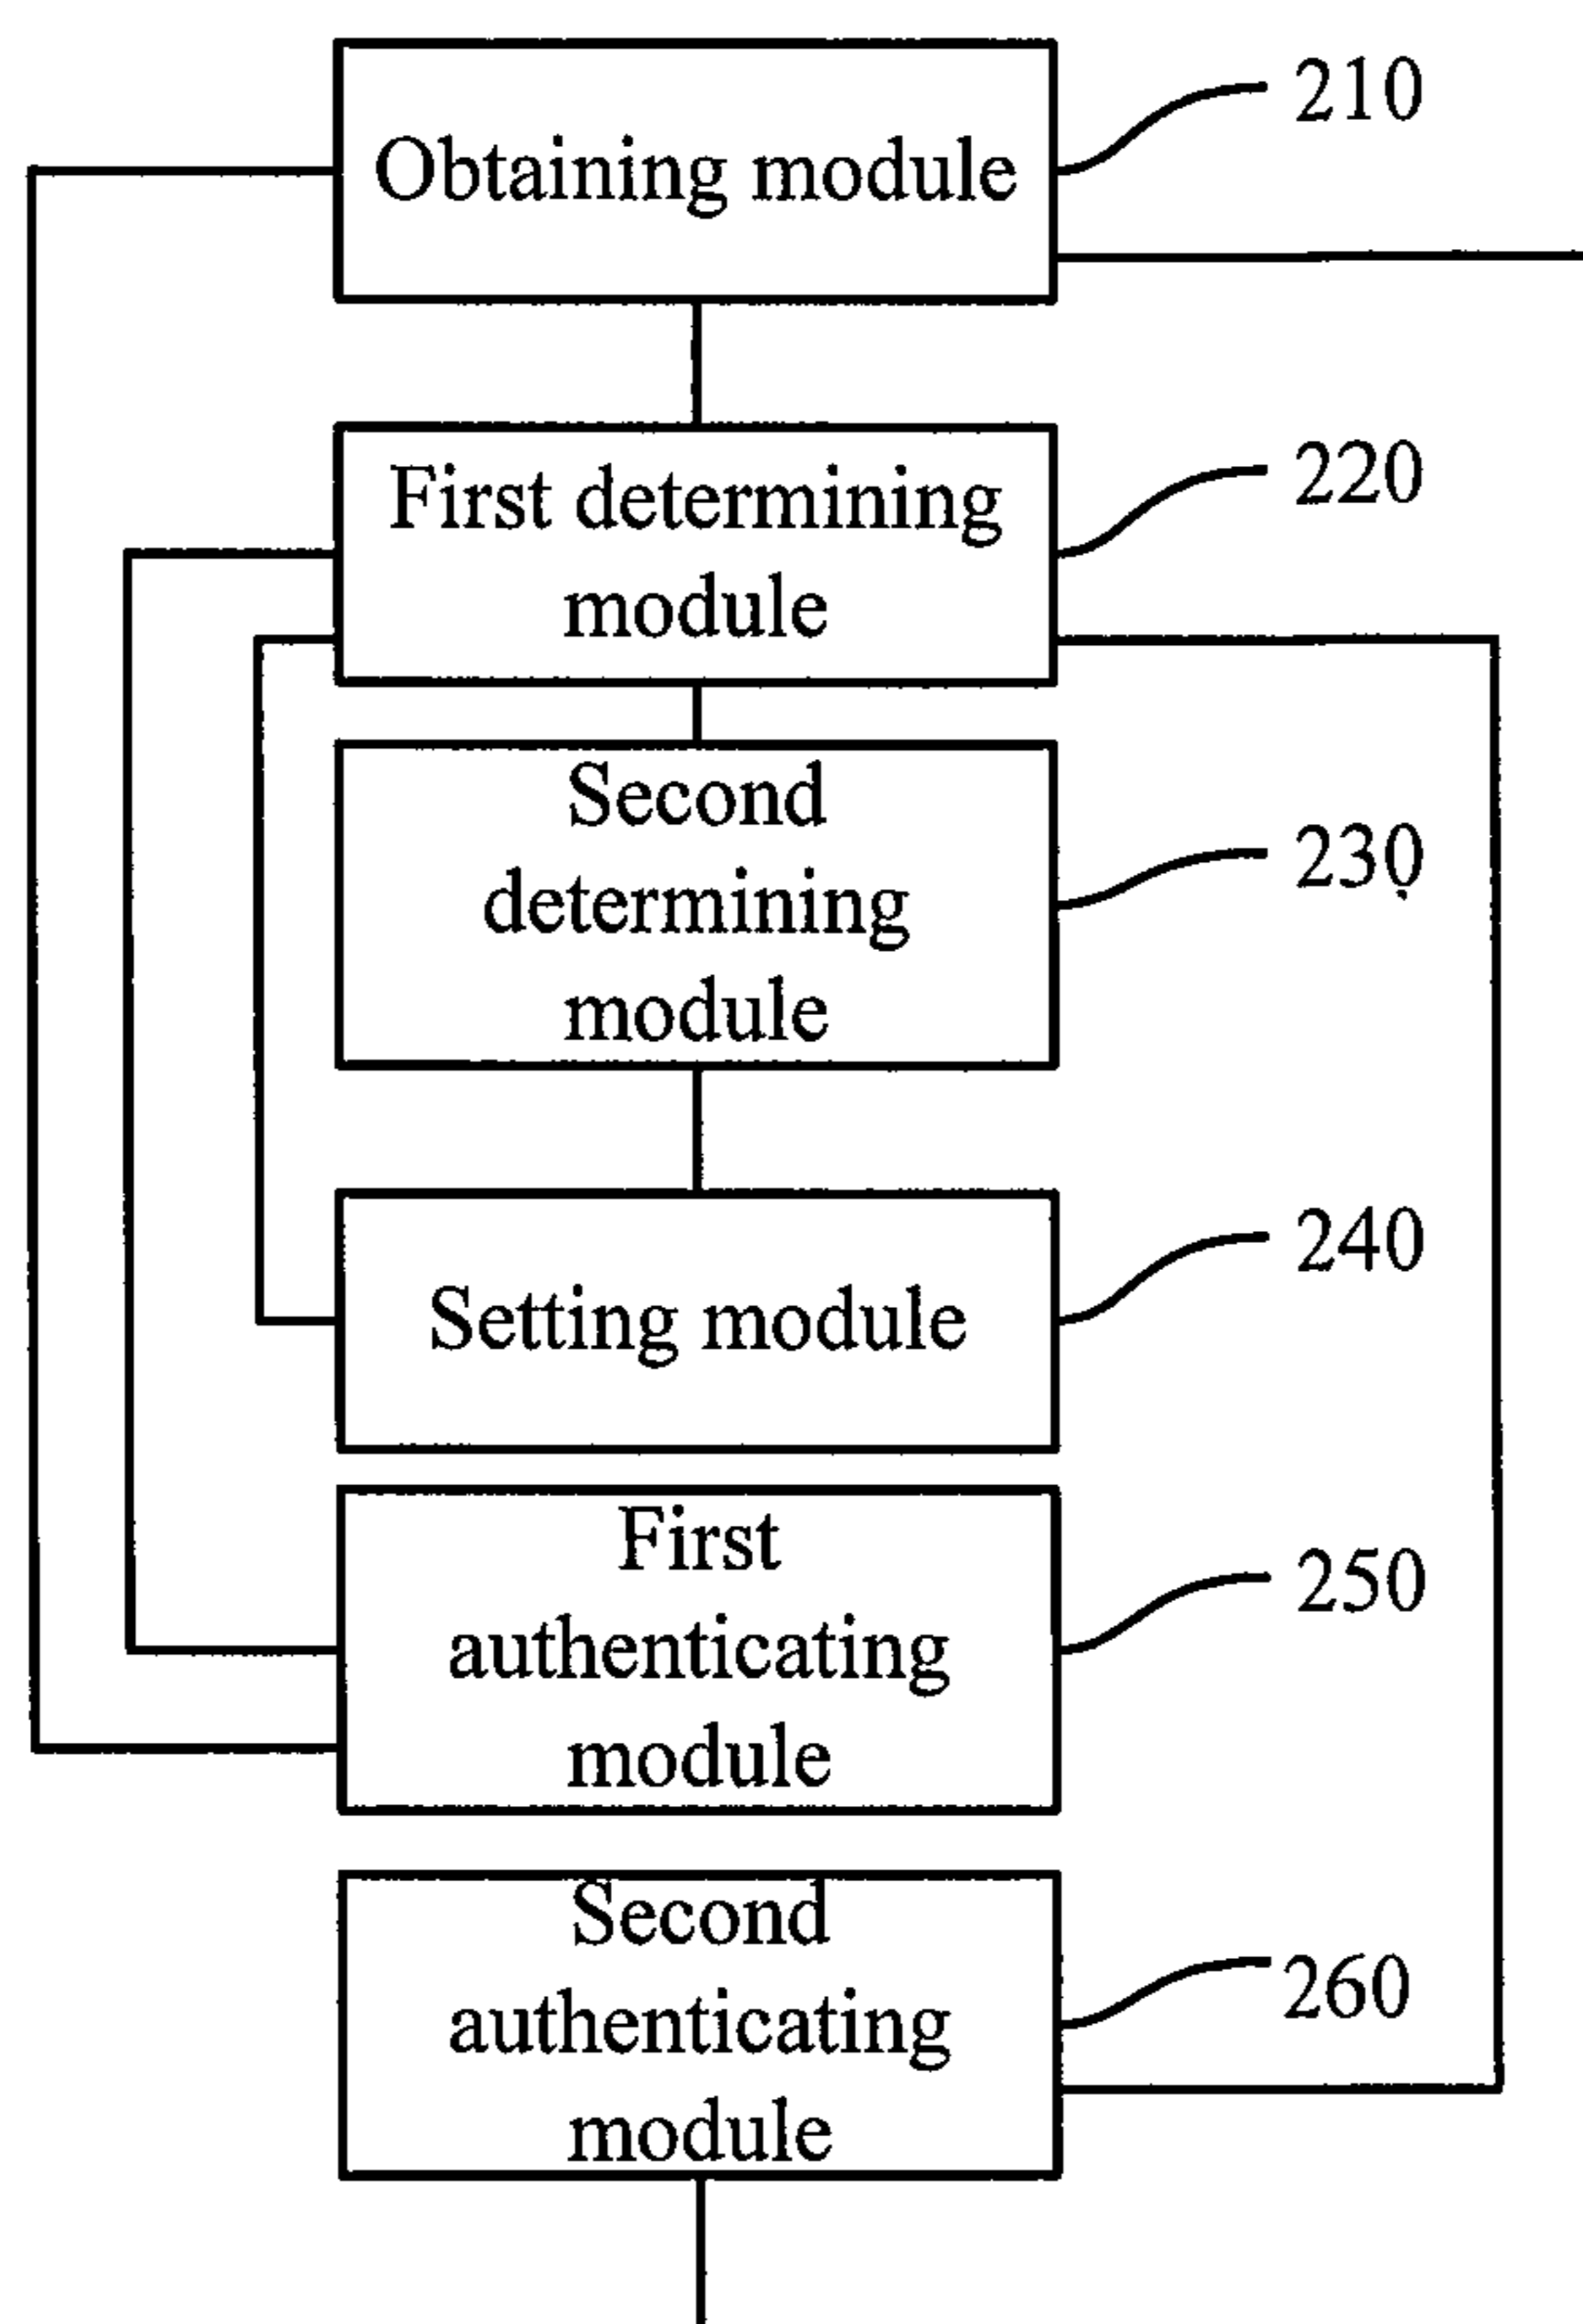 Obtaining module
210
First determining
module
220
Second
determining
module
230
Setting module
240
First
authenticating
module
250
Second
authenticating
module
260